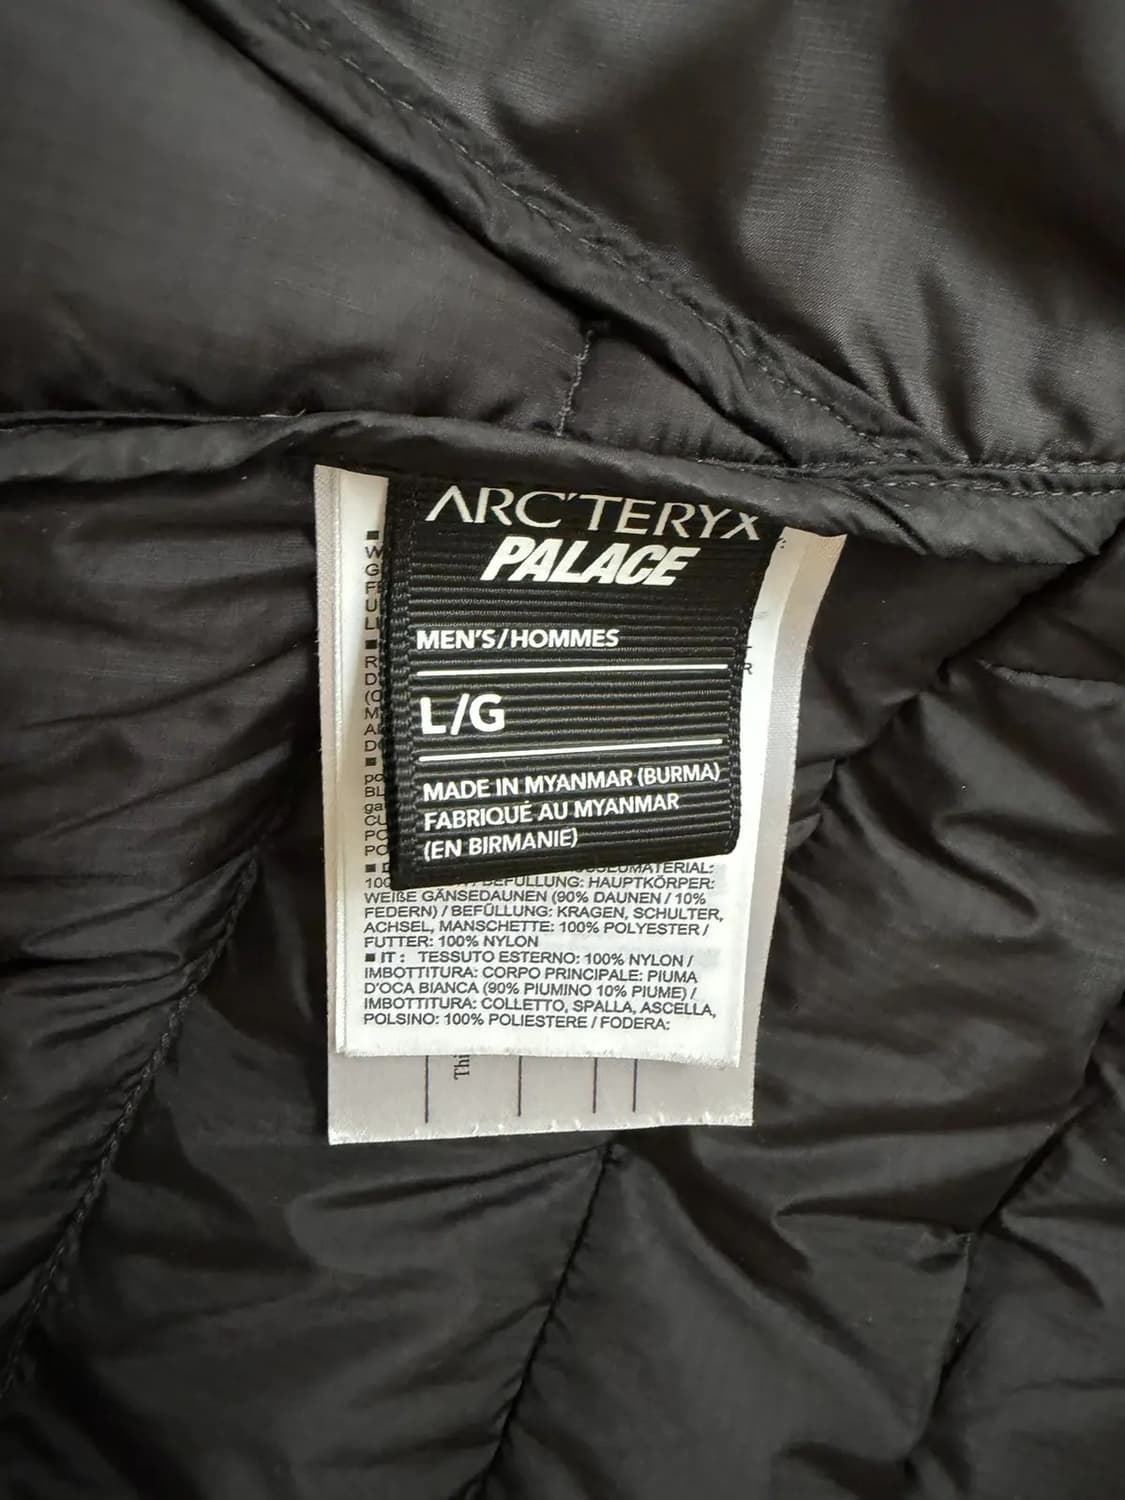 ARC'TERYX
PALACE
MEN'S/HOMMES
L/G
MADE IN MYANMAR (BURMA)
FABRIQUÉ AU MYANMAR
(EN BIRMANIE)
BEFÜLLUNG: HAUPTKÖRPER:
WEIßE GÄNSEDAUNEN (90% DAUNEN / 10%
FEDERN) / BEFÜLLUNG: KRAGEN, SCHULTER,
ACHSEL, MANSCHETTE: 100% POLYESTER /
FUTTER: 100% NYLON
■ IT : TESSUTO ESTERNO: 100% NYLON /
IMBOTTITURA: CORPO PRINCIPALE: PIUMA
D'OCA BIANCA (90% PIUMINO 10% PIUME) /
IMBOTTITURA: COLLETTO, SPALLA, ASCELLA,
POLSINO: 100% POLIESTERE / FODERA: